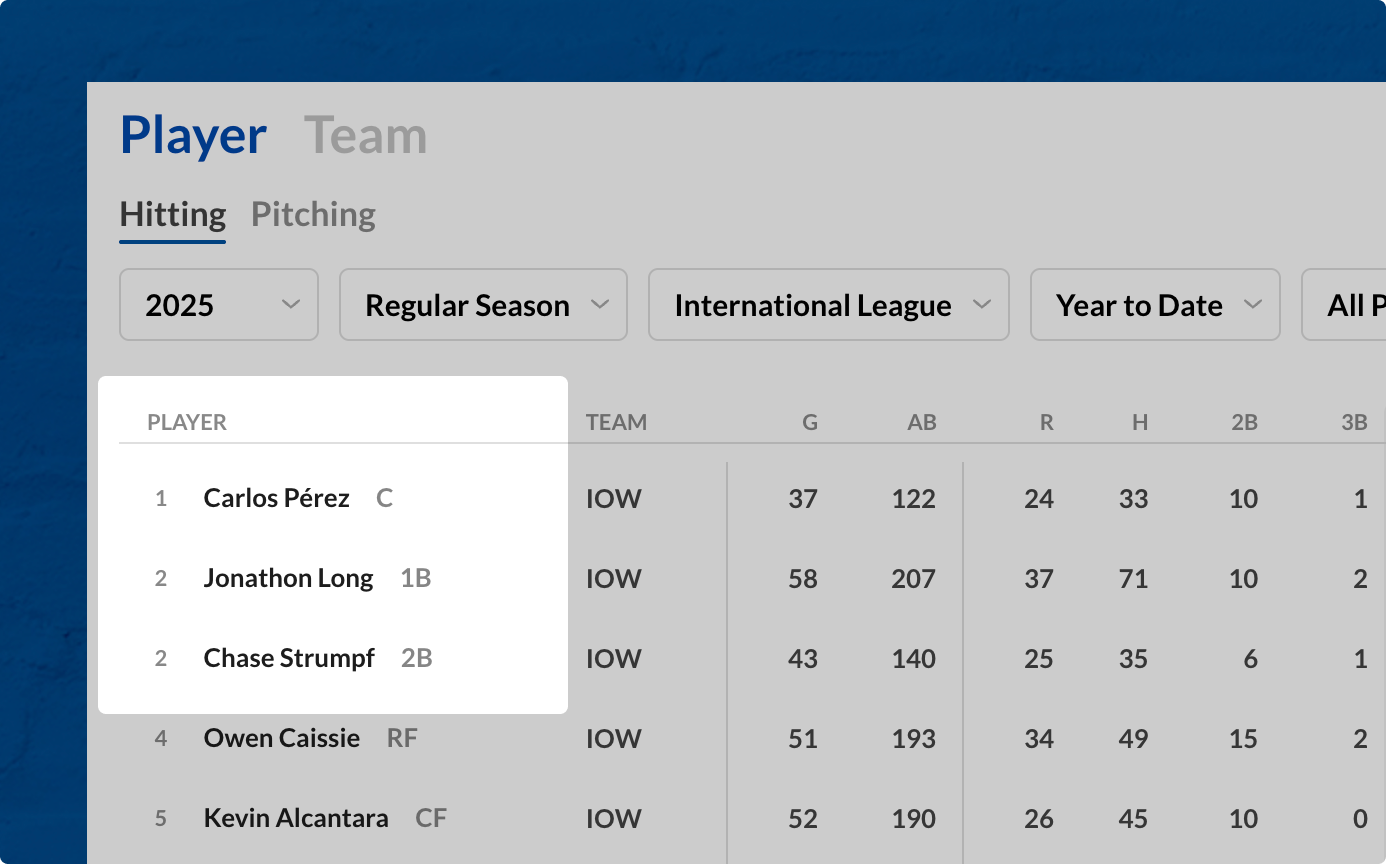 Player Team
Hitting Pitching
2025 Regular Season International League Year to Date All P
PLAYER TEAM G AB R H 2B 3B
1 Carlos Pérez C IOW 37 122 24 33 10 1
2 Jonathon Long 1B IOW 58 207 37 71 10 2
2 Chase Strumpf 2B IOW 43 140 25 35 6 1
4 Owen Caissie RF IOW 51 193 34 49 15 2
5 Kevin Alcantara CF IOW 52 190 26 45 10 0